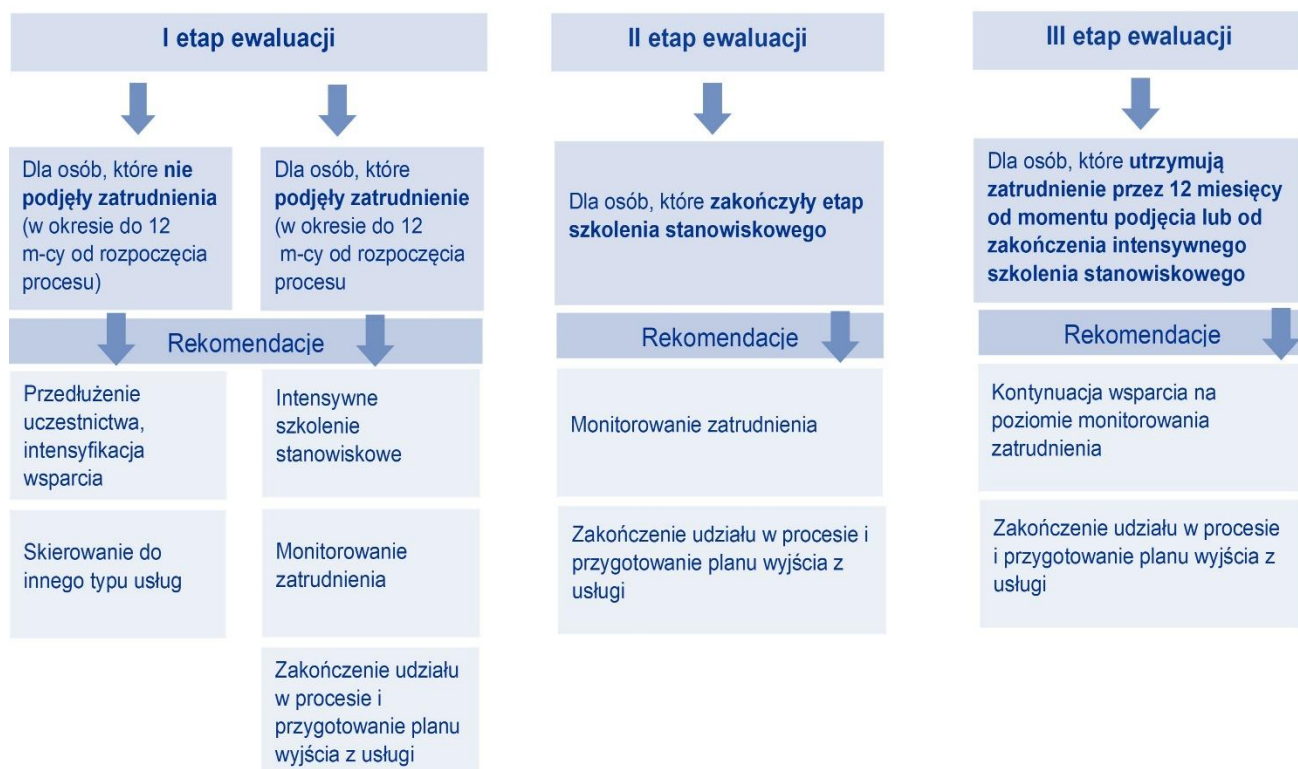 I etap ewaluacji
Dla osób, które nie
podjęły zatrudnienia
(w okresie do 12
m-cy od rozpoczęcia
procesu)
Dla osób, które
podjęły zatrudnienie
(w okresie do 12
m-cy od rozpoczęcia
procesu
Rekomendacje
Przedłużenie
uczestnictwa,
intensyfikacja
wsparcia
Skierowanie do
innego typu usług
Intensywne
szkolenie
stanowiskowe
Monitorowanie
zatrudnienia
Zakończenie udziału
w procesie i
przygotowanie planu
wyjścia z usługi
II etap ewaluacji
Dla osób, które zakończyły etap
szkolenia stanowiskowego
Rekomendacje
Monitorowanie zatrudnienia
Zakończenie udziału w procesie i
przygotowanie planu wyjścia z
usługi
III etap ewaluacji
Dla osób, które utrzymują
zatrudnienie przez 12 miesięcy
od momentu podjęcia lub od
zakończenia intensywnego
szkolenia stanowiskowego
Rekomendacje
Kontynuacja wsparcia na
poziomie monitorowania
zatrudnienia
Zakończenie udziału w procesie
i przygotowanie planu wyjścia z
usługi